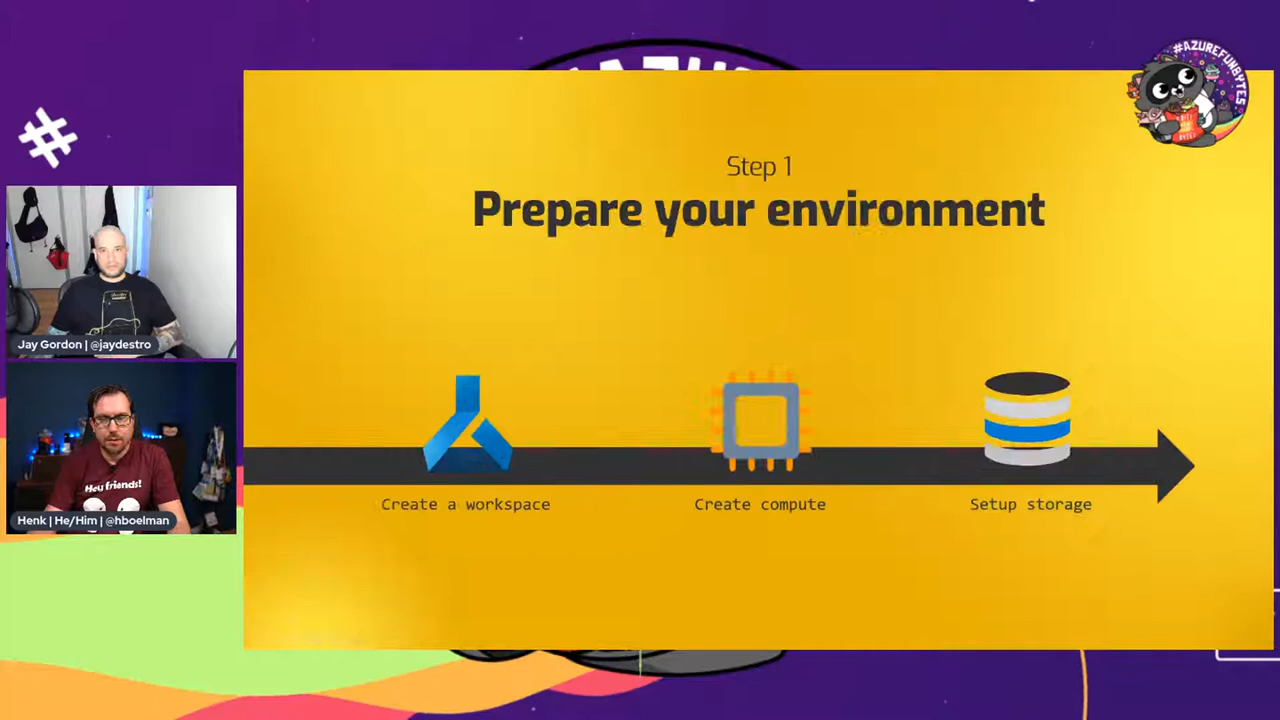 #AZUREFUNBYTES
Step 1
Prepare your environment
Create a workspace
Create compute
Setup storage
Jay Gordon | @jaydestro
Hey friends!
Henk | He/Him | @hboelman
#